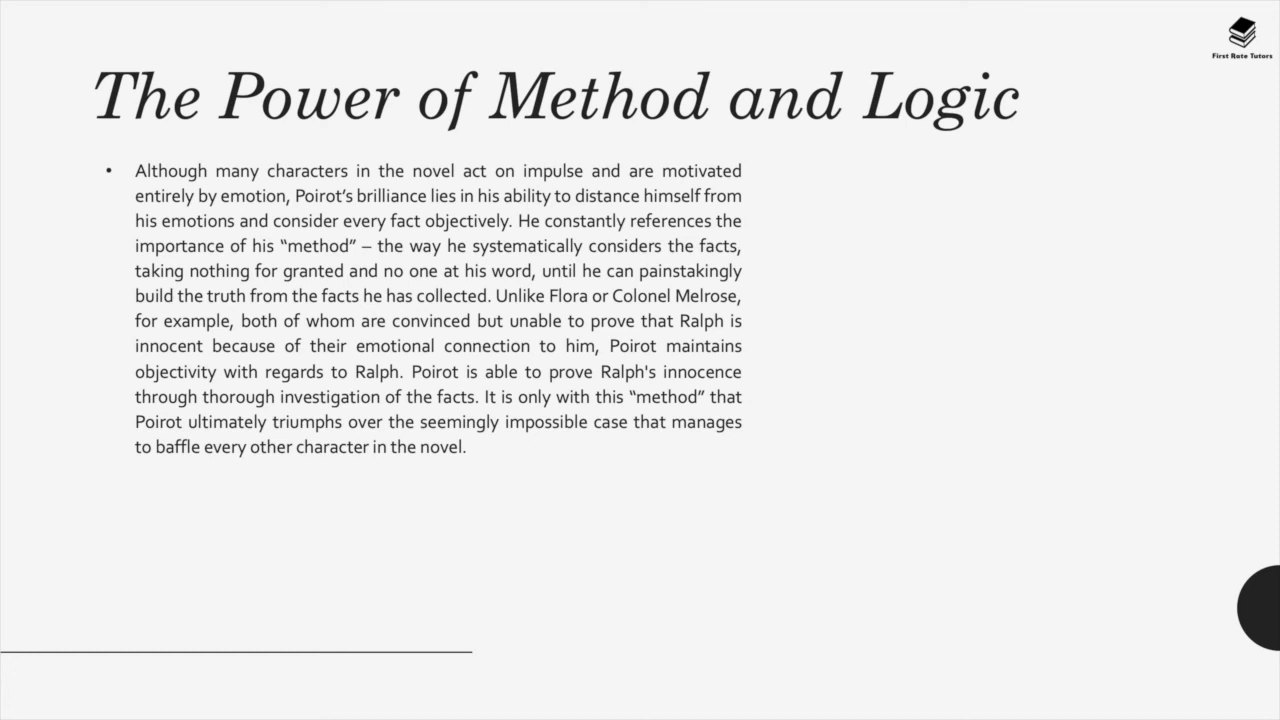 First Rate Tutors
The Power of Method and Logic
• Although many characters in the novel act on impulse and are motivated
entirely by emotion, Poirot’s brilliance lies in his ability to distance himself from
his emotions and consider every fact objectively. He constantly references the
importance of his “method” – the way he systematically considers the facts,
taking nothing for granted and no one at his word, until he can painstakingly
build the truth from the facts he has collected. Unlike Flora or Colonel Melrose,
for example, both of whom are convinced but unable to prove that Ralph is
innocent because of their emotional connection to him, Poirot maintains
objectivity with regards to Ralph. Poirot is able to prove Ralph's innocence
through thorough investigation of the facts. It is only with this “method” that
Poirot ultimately triumphs over the seemingly impossible case that manages
to baffle every other character in the novel.